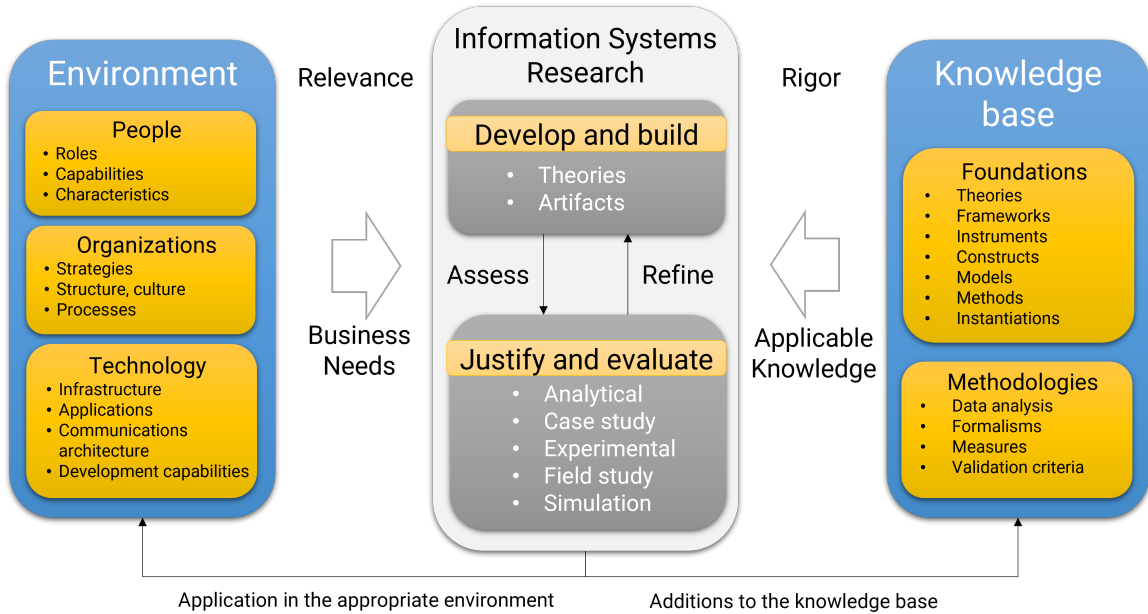 Environment
People
• Roles
• Capabilities
• Characteristics
Organizations
• Strategies
• Structure, culture
• Processes
Technology
• Infrastructure
• Applications
• Communications
architecture
• Development capabilities
Relevance
Business
Needs
Information Systems
Research
Develop and build
• Theories
• Artifacts
Assess
Refine
Justify and evaluate
• Analytical
• Case study
• Experimental
• Field study
• Simulation
Rigor
Applicable
Knowledge
Knowledge
base
Foundations
• Theories
• Frameworks
• Instruments
• Constructs
• Models
• Methods
• Instantiations
Methodologies
• Data analysis
• Formalisms
• Measures
• Validation criteria
Application in the appropriate environment
Additions to the knowledge base